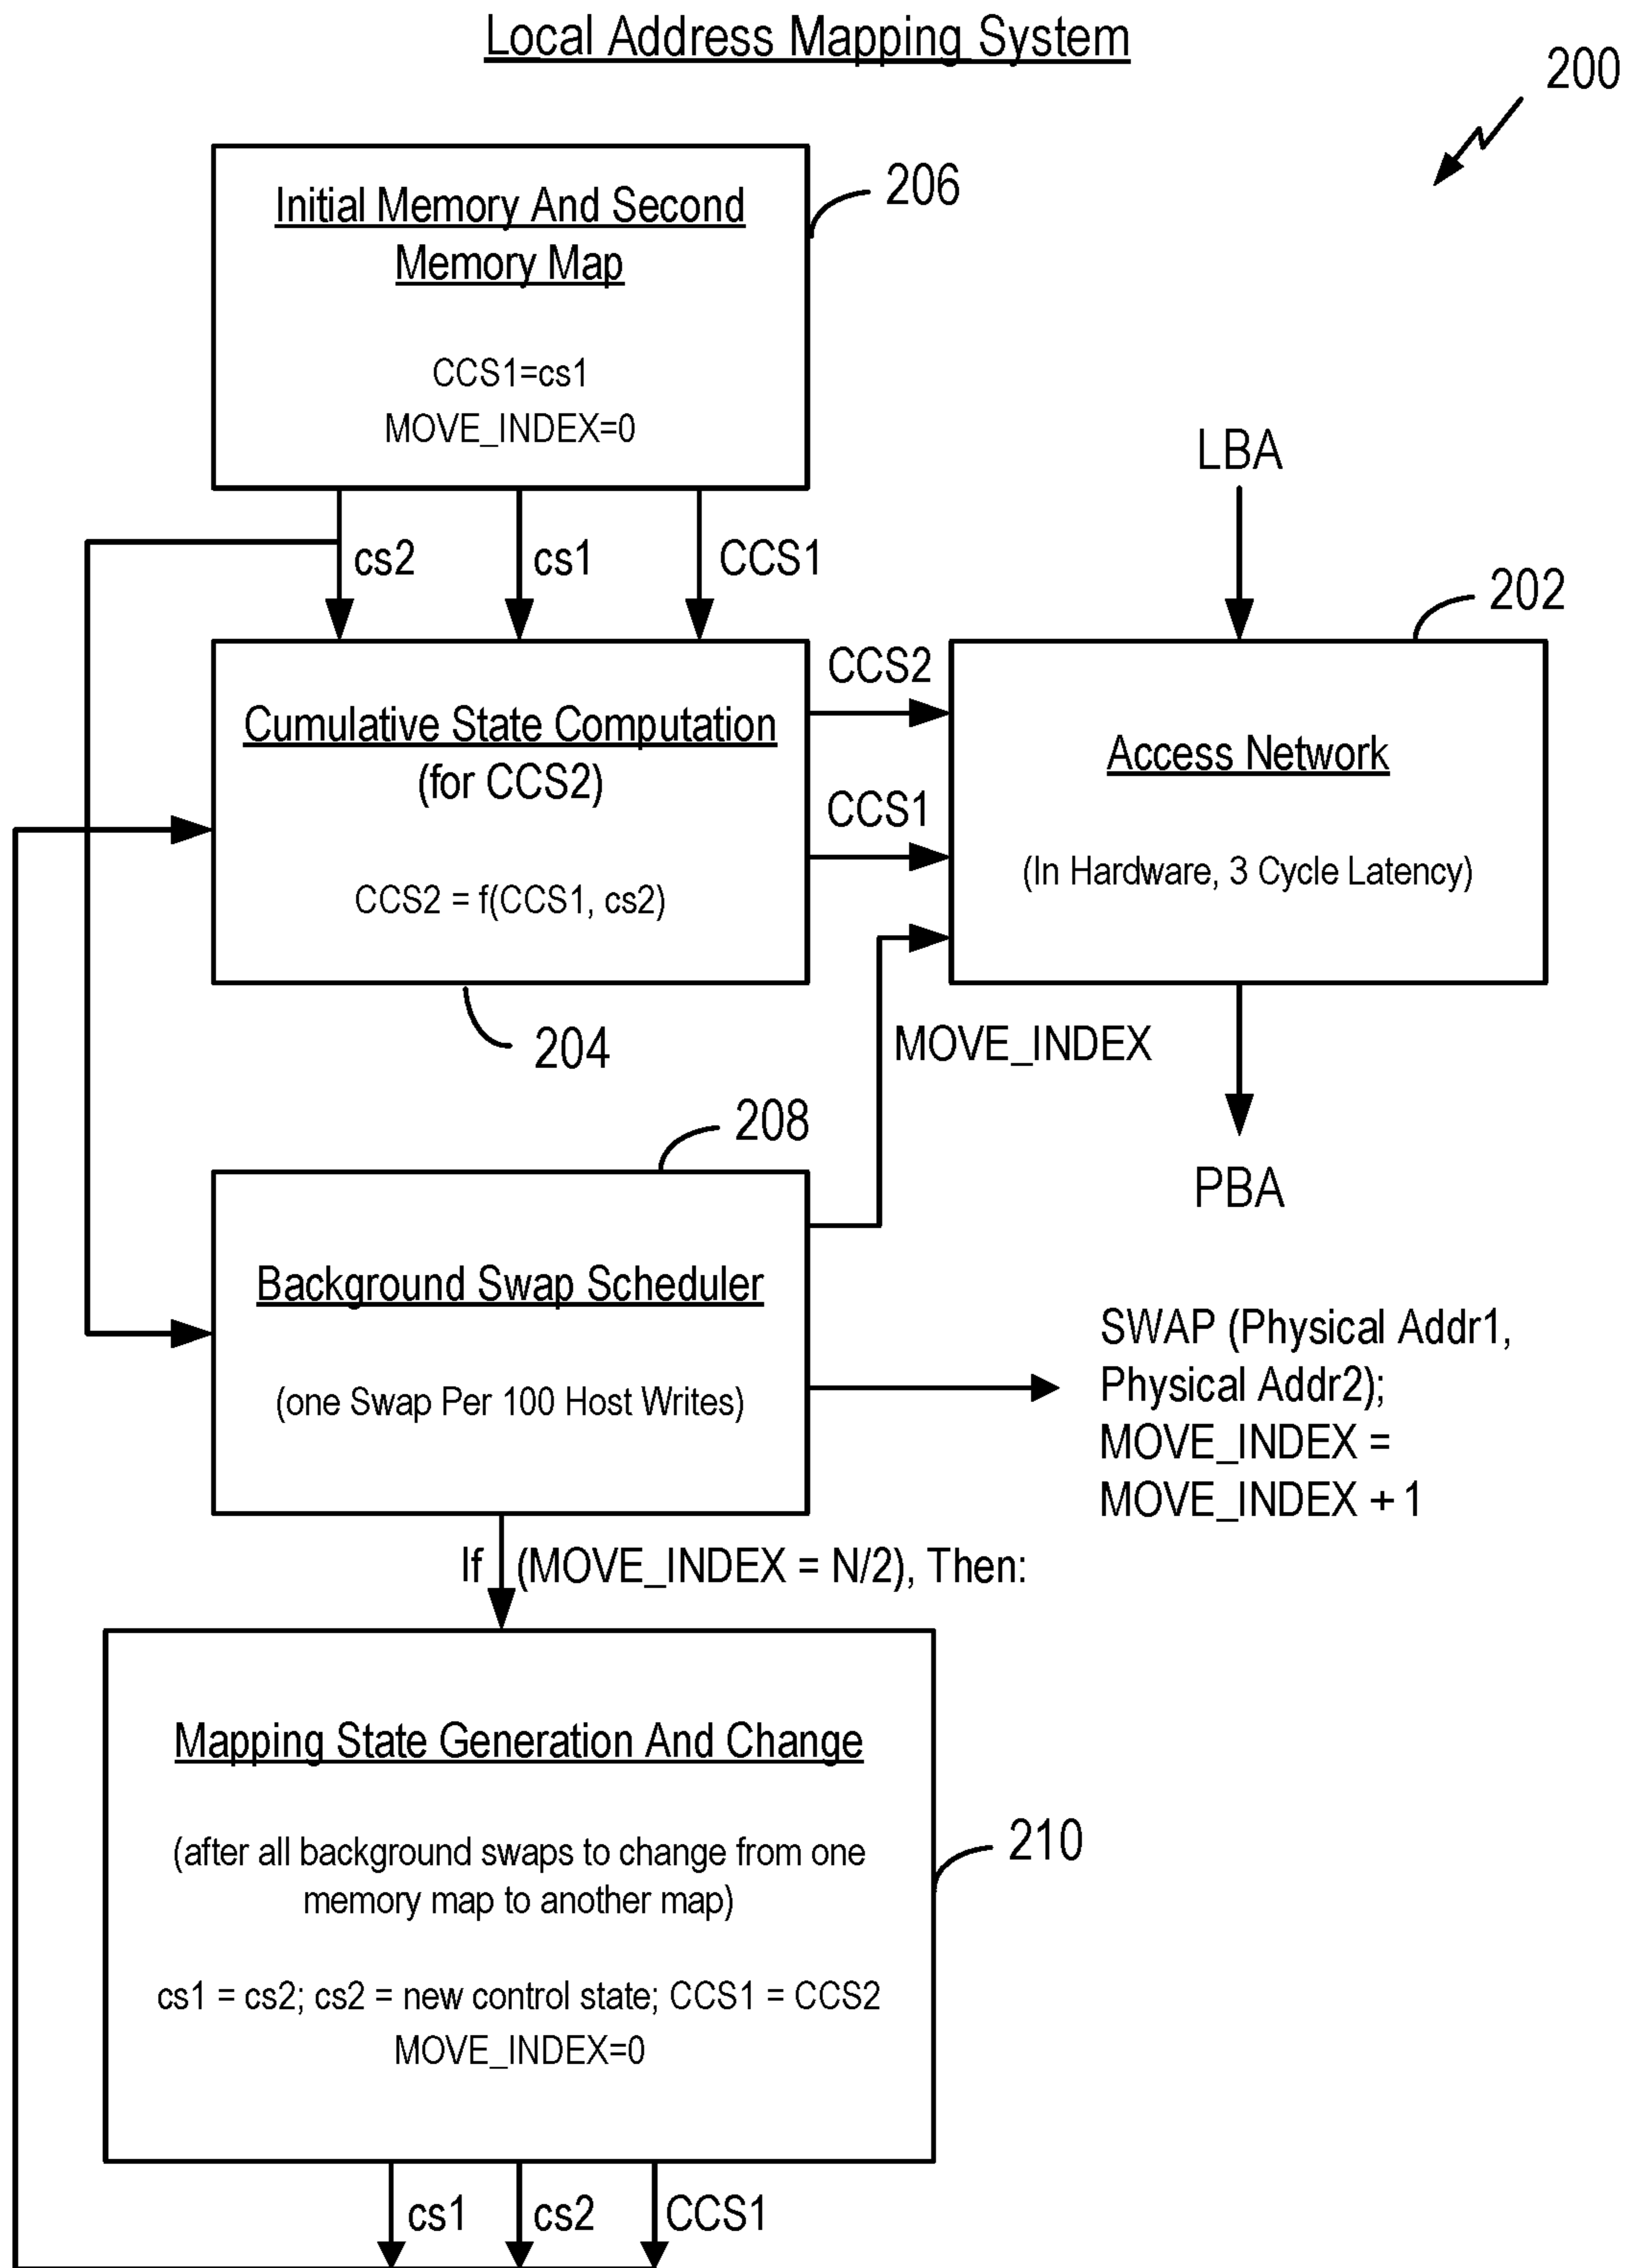 Local Address Mapping System
200
Initial Memory And Second
Memory Map
CCS1=cs1
MOVE_INDEX=0
206
cs2
cs1
CCS1
LBA
202
Cumulative State Computation
(for CCS2)
CCS2 = f(CCS1, cs2)
204
CCS2
CCS1
Access Network
(In Hardware, 3 Cycle Latency)
MOVE_INDEX
PBA
208
Background Swap Scheduler
(one Swap Per 100 Host Writes)
SWAP (Physical Addr1,
Physical Addr2);
MOVE_INDEX =
MOVE_INDEX + 1
If (MOVE_INDEX = N/2), Then:
Mapping State Generation And Change
(after all background swaps to change from one
memory map to another map)
cs1 = cs2; cs2 = new control state; CCS1 = CCS2
MOVE_INDEX=0
210
cs1
cs2
CCS1